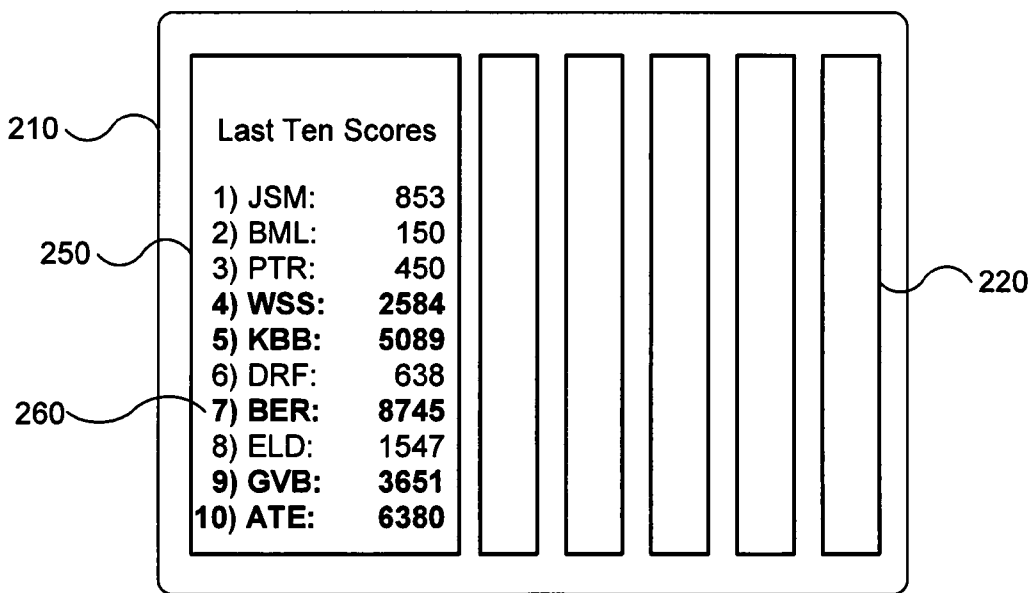 Last Ten Scores
210
1) JSM: 853
2) BML: 150
250
3) PTR: 450
220
4) WSS: 2584
5) KBB: 5089
6) DRF: 638
260
7) BER: 8745
8) ELD: 1547
9) GVB: 3651
10) ATE: 6380